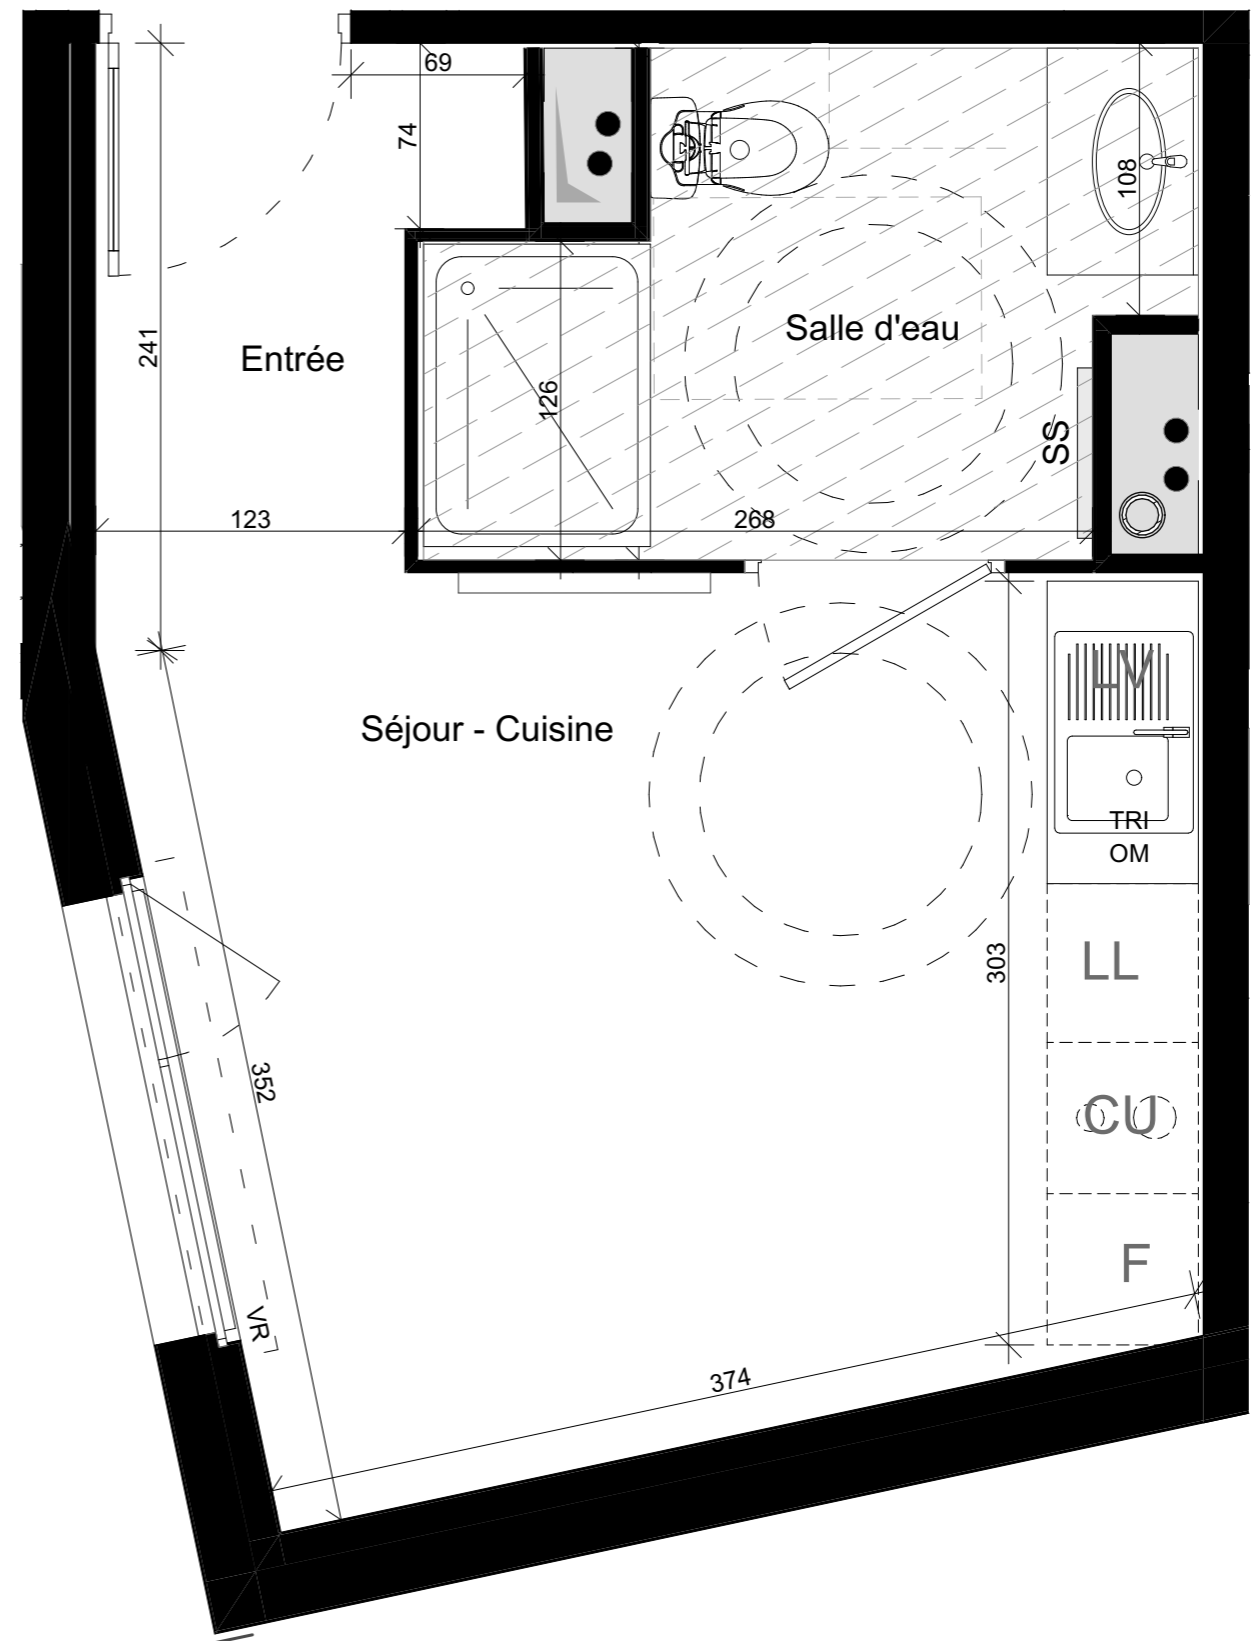 69
74
108
241
Entrée
Salle d'eau
126
SS
123
268
LV
Séjour - Cuisine
TRI
OM
303
LL
352
CU
F
VR
374